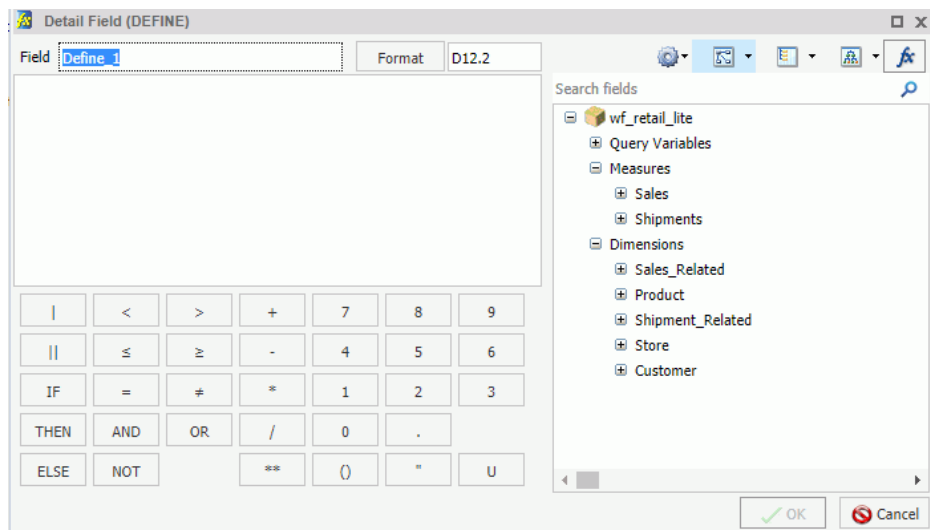 Detail Field (DEFINE)
Field Define_1 Format D12.2
fx
Search fields
wf_retail_lite
Query Variables
Measures
Sales
Shipments
Dimensions
Sales_Related
Product
Shipment_Related
Store
Customer
| < > + 7 8 9
|| ≤ ≥ - 4 5 6
IF = ≠ * 1 2 3
THEN AND OR / 0 .
ELSE NOT ** () " U
OK Cancel